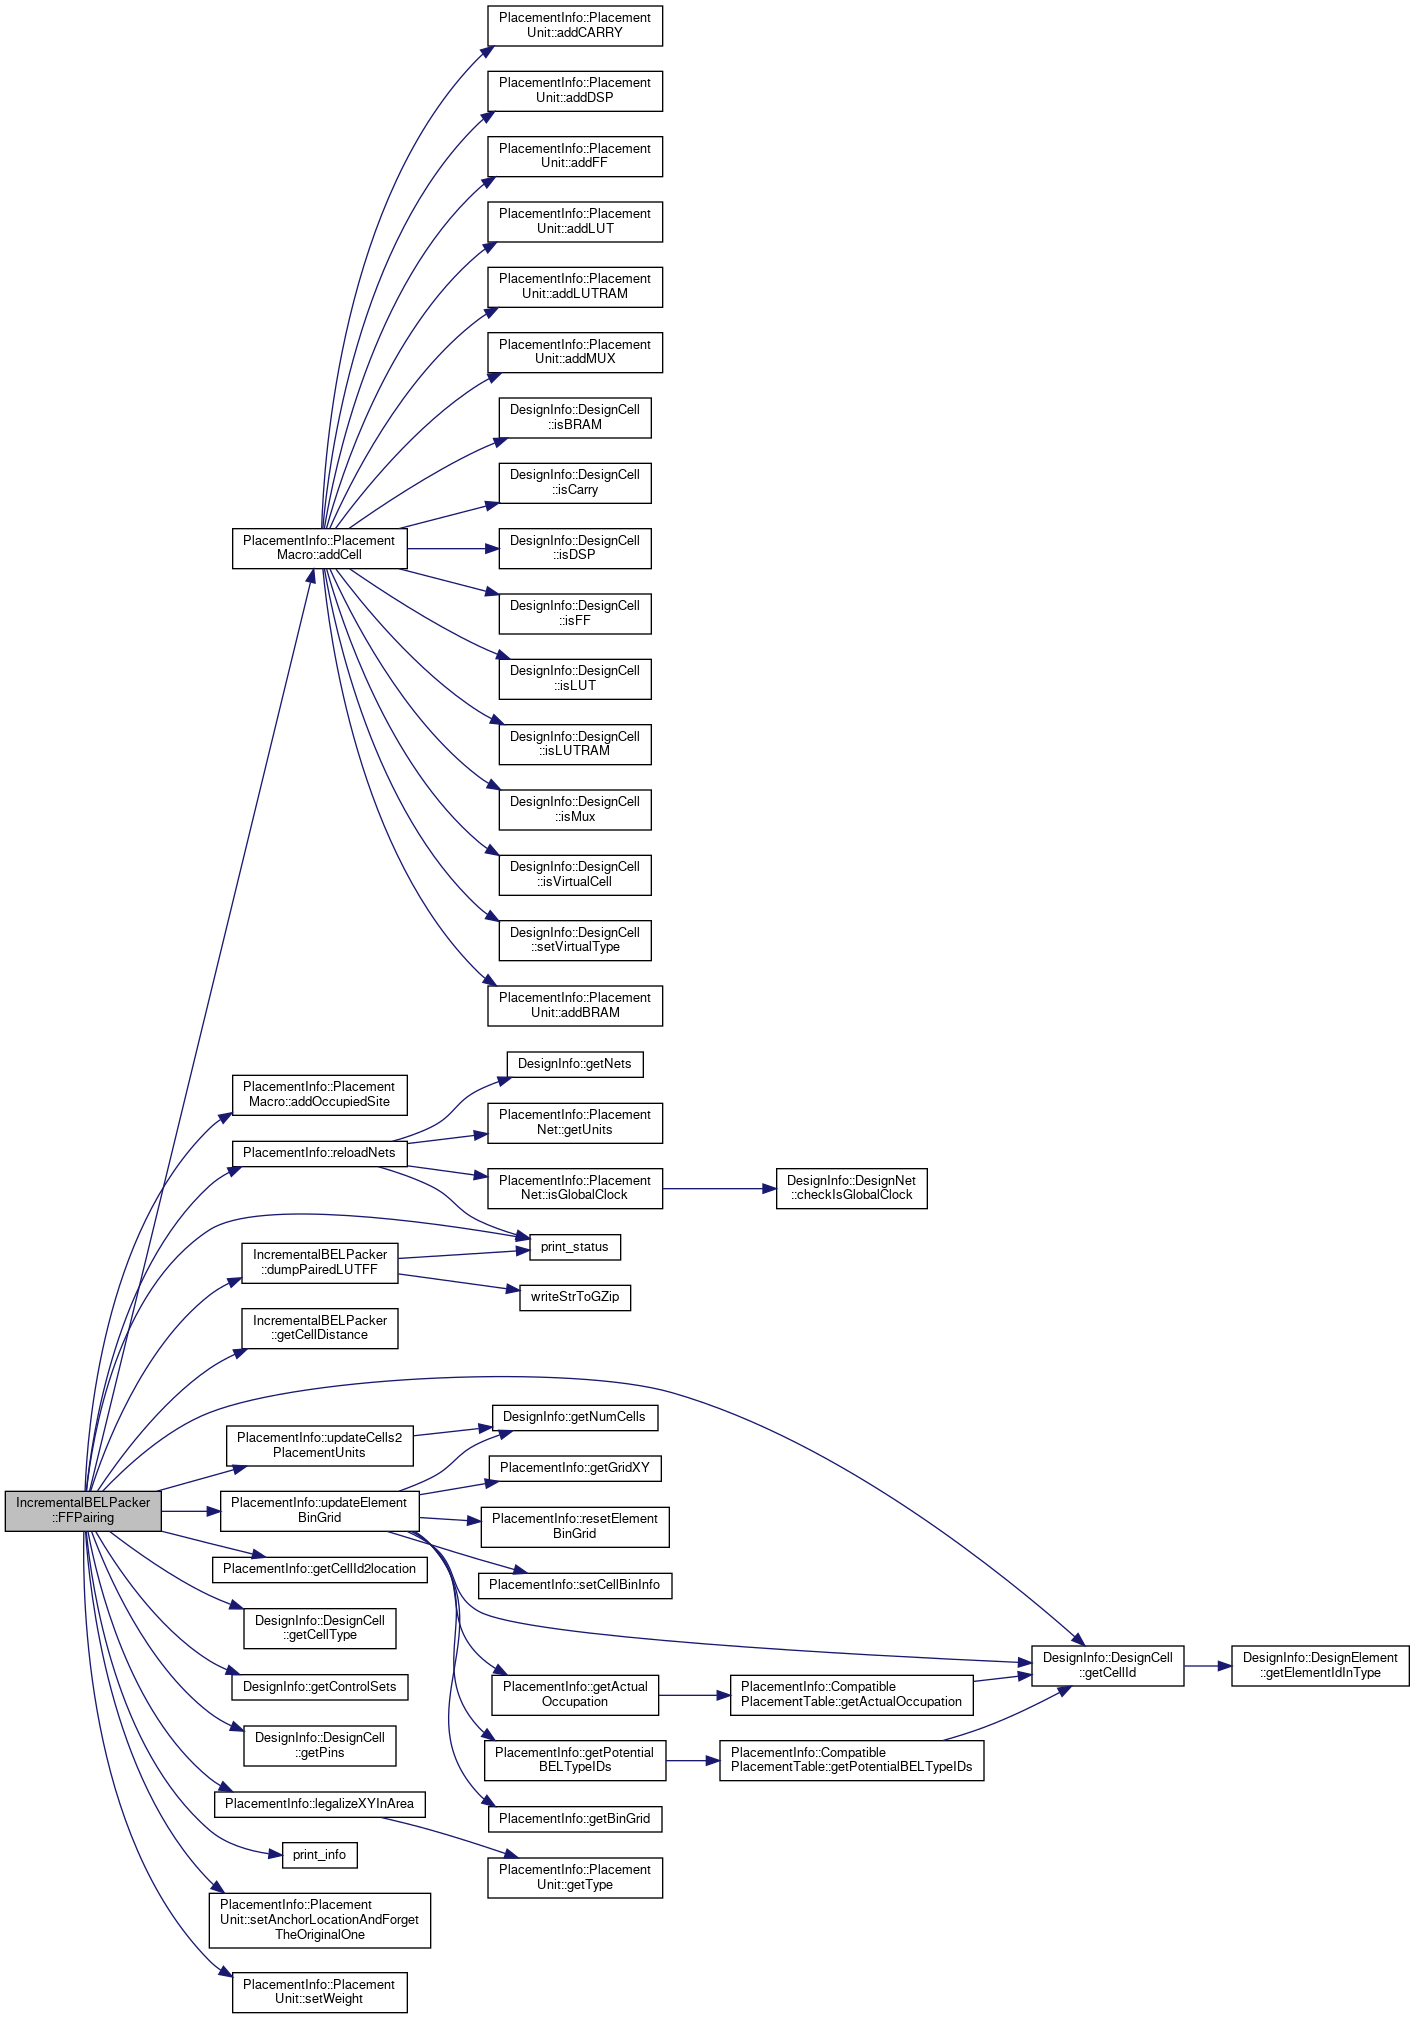 PlacementInfo::Placement
Unit::addCARRY
PlacementInfo::Placement
Unit::addDSP
PlacementInfo::Placement
Unit::addFF
PlacementInfo::Placement
Unit::addLUT
PlacementInfo::Placement
Unit::addLUTRAM
PlacementInfo::Placement
Unit::addMUX
DesignInfo::DesignCell
::isBRAM
DesignInfo::DesignCell
::isCarry
PlacementInfo::Placement
Macro::addCell
DesignInfo::DesignCell
::isDSP
DesignInfo::DesignCell
::isFF
DesignInfo::DesignCell
::isLUT
DesignInfo::DesignCell
::isLUTRAM
DesignInfo::DesignCell
::isMux
DesignInfo::DesignCell
::isVirtualCell
DesignInfo::DesignCell
::setVirtualType
PlacementInfo::Placement
Unit::addBRAM
DesignInfo::getNets
PlacementInfo::Placement
Macro::addOccupiedSite
PlacementInfo::Placement
Net::getUnits
PlacementInfo::reloadNets
PlacementInfo::Placement
Net::isGlobalClock
DesignInfo::DesignNet
::checkIsGlobalClock
print_status
IncrementalBELPacker
::dumpPairedLUTFF
writeStrToGZip
IncrementalBELPacker
::getCellDistance
DesignInfo::getNumCells
PlacementInfo::updateCells2
PlacementUnits
PlacementInfo::getGridXY
IncrementalBELPacker
::FFPairing
PlacementInfo::updateElement
BinGrid
PlacementInfo::resetElement
BinGrid
PlacementInfo::getCellId2location
PlacementInfo::setCellBinInfo
DesignInfo::DesignCell
::getCellType
DesignInfo::DesignCell
::getCellId
DesignInfo::DesignElement
::getElementIdInType
DesignInfo::getControlSets
PlacementInfo::getActual
Occupation
PlacementInfo::Compatible
PlacementTable::getActualOccupation
DesignInfo::DesignCell
::getPins
PlacementInfo::getPotential
BELTypeIDs
PlacementInfo::Compatible
PlacementTable::getPotentialBELTypeIDs
PlacementInfo::legalizeXYInArea
PlacementInfo::getBinGrid
print_info
PlacementInfo::Placement
Unit::getType
PlacementInfo::Placement
Unit::setAnchorLocationAndForget
TheOriginalOne
PlacementInfo::Placement
Unit::setWeight